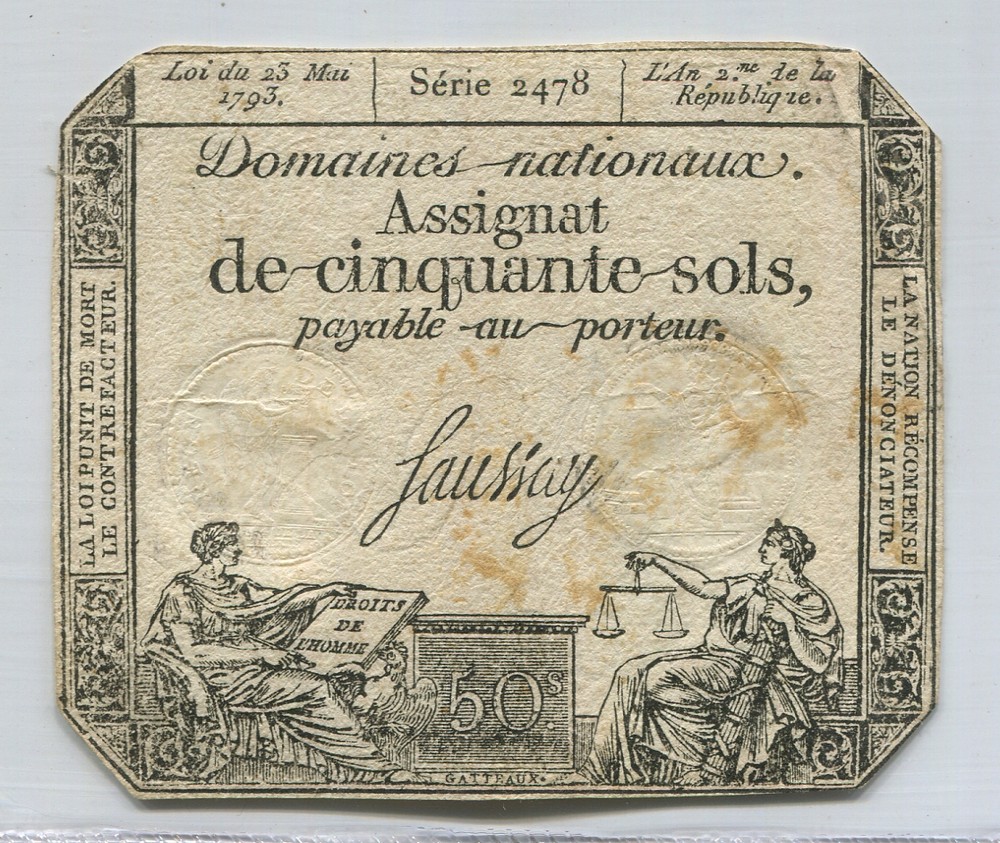 Loi du 23 Mai
1793.
Série 2478
L'An 2.ne de la
République.
Domaines nationaux.
Assignat
de cinquante sols,
payable au porteur.
LA LOI PUNIT DE MORT
LE CONTREFACTEUR.
LA NATION RÉCOMPENSE
LE DÉNONCIATEUR.
Saussay
DROITS
DE
L'HOMME
50.s
GATTEAUX.